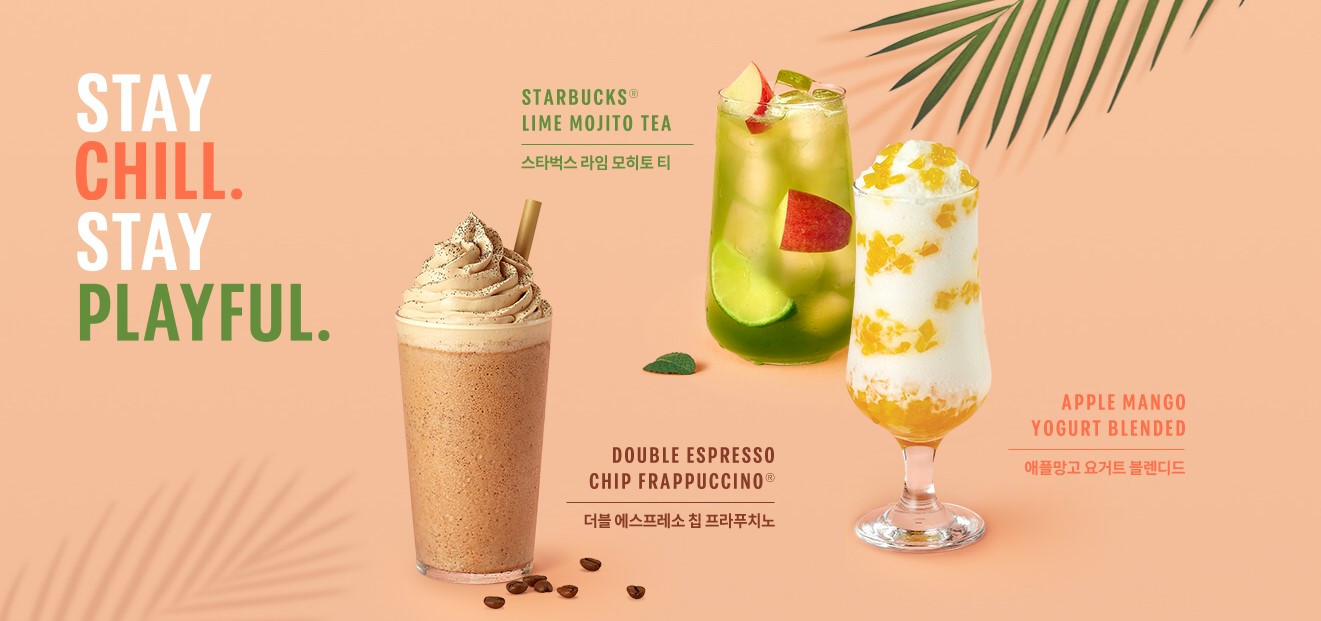 STAY
CHILL.
STAY
PLAYFUL.
STARBUCKS®
LIME MOJITO TEA
스타벅스 라임 모히토 티
DOUBLE ESPRESSO
CHIP FRAPPUCCINO®
더블 에스프레소 칩 프라푸치노
APPLE MANGO
YOGURT BLENDED
애플망고 요거트 블렌디드